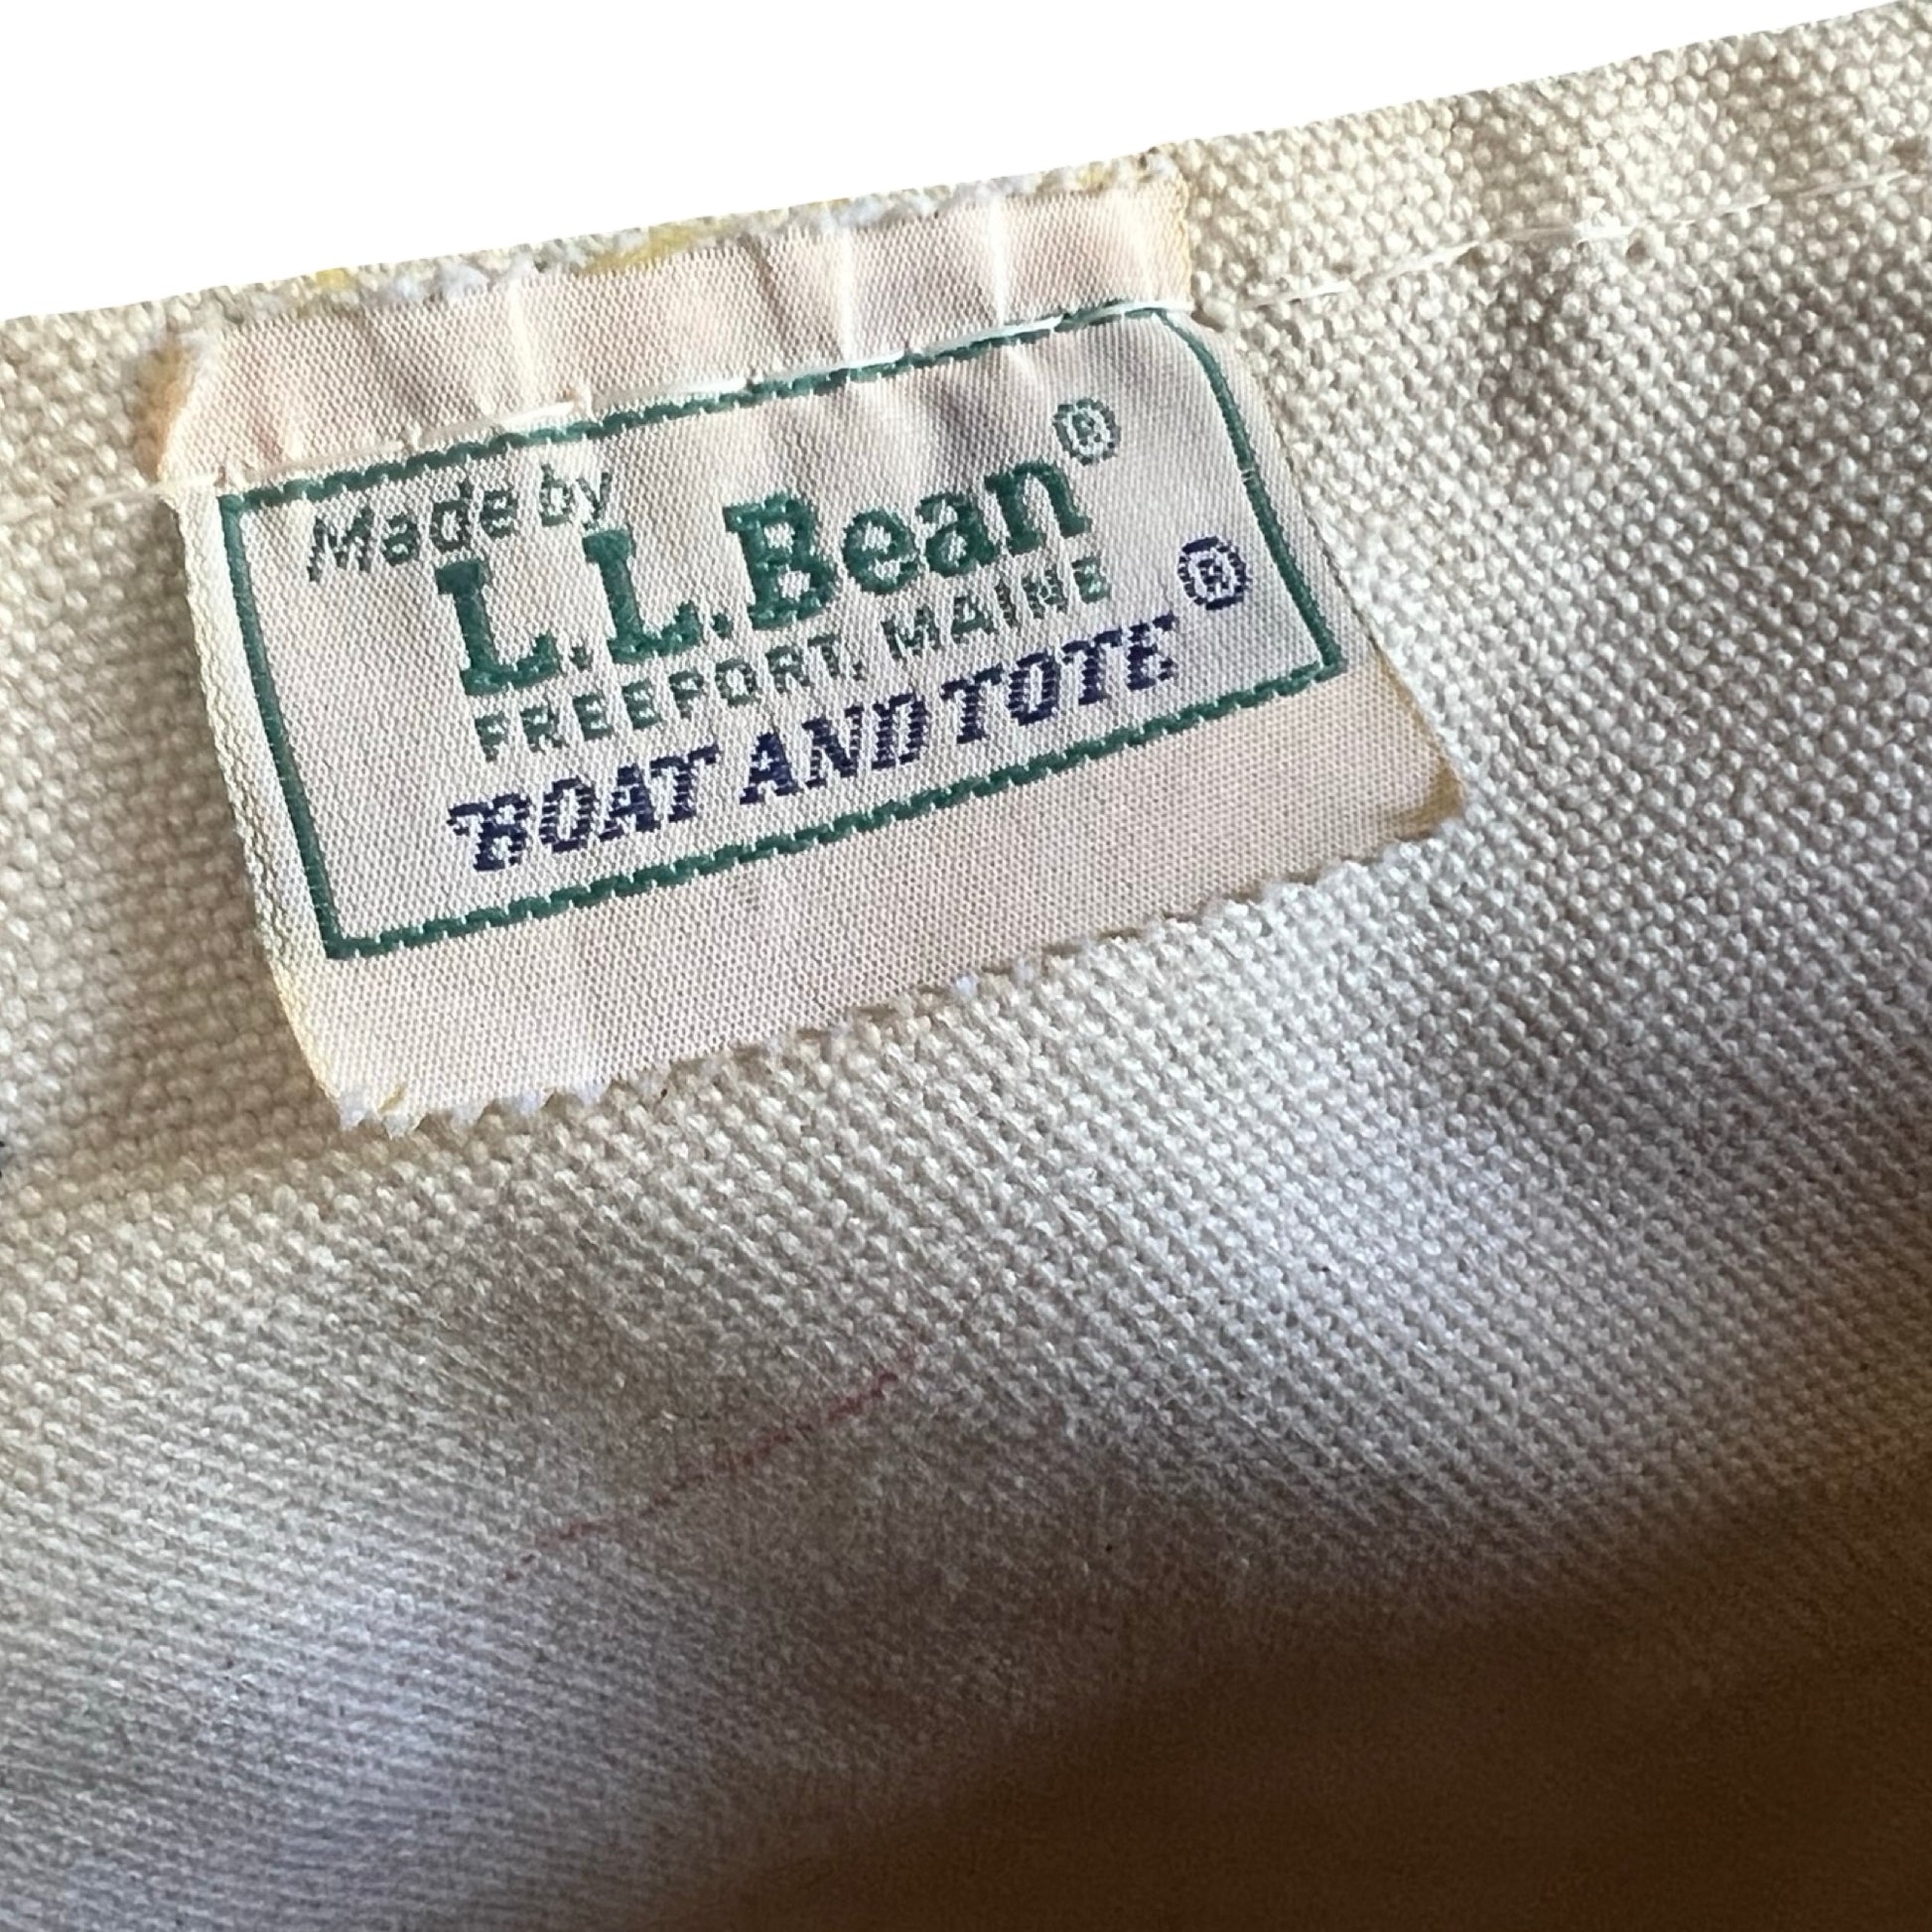 Made by
L.L.Bean®
FREEPORT, MAINE
BOAT AND TOTE®